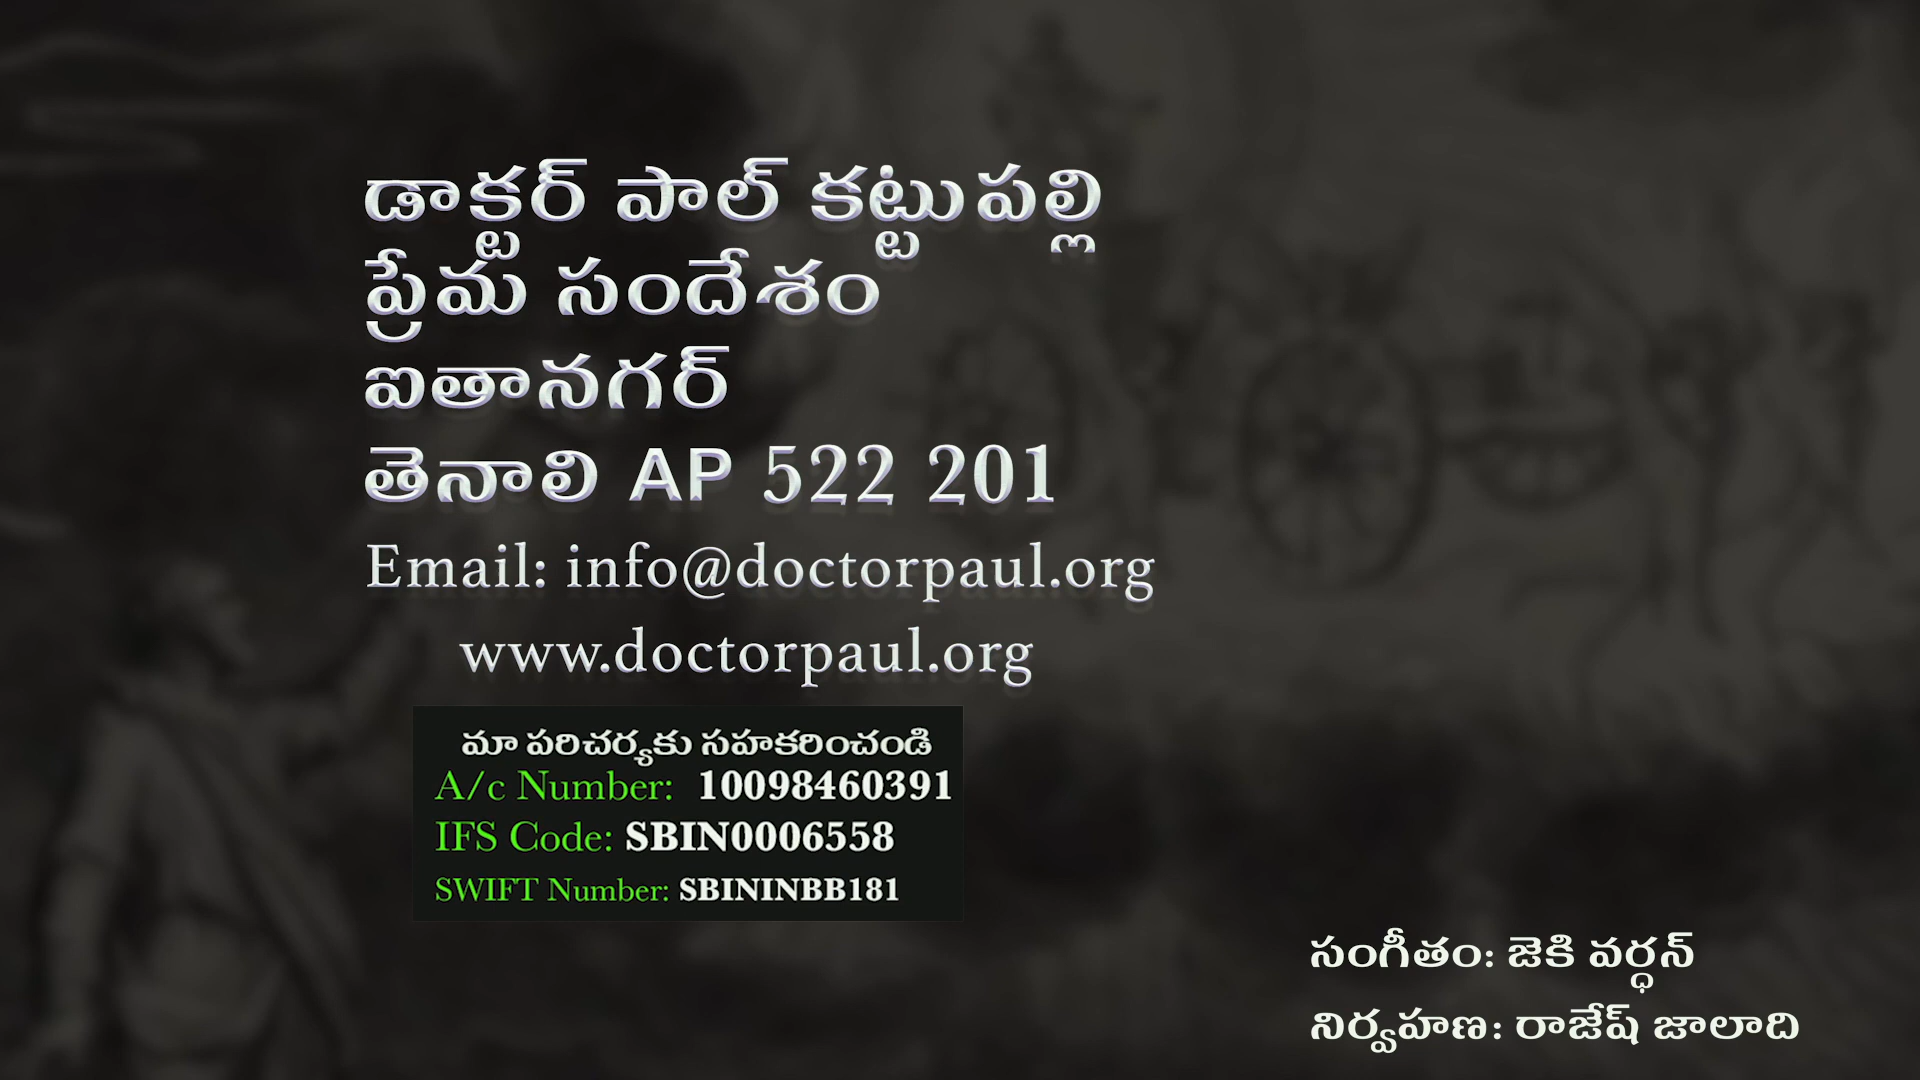 డాక్టర్ పాల్ కట్టుపల్లి
ప్రేమ సందేశం
ఐతానగర్
తెనాలి AP 522 201
Email: info@doctorpaul.org
www.doctorpaul.org
మా పరిచర్యకు సహకరించండి
A/c Number: 10098460391
IFS Code: SBIN0006558
SWIFT Number: SBININBB181
సంగీతం: జెకి వర్ధన్
నిర్వహణ: రాజేష్ జాలాది